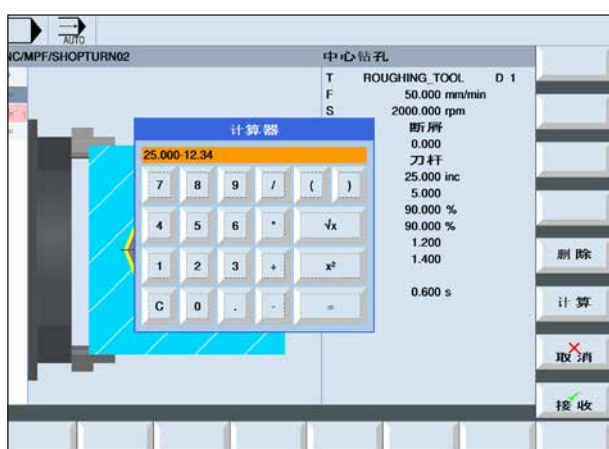 AUTO
NC/MPF/SHOPTURN02
中心钻孔
T ROUGHING_TOOL D 1
F 50.000 mm/min
S 2000.000 rpm
断屑
0.000
刀杆
25.000 inc
5.000
90.000 %
90.000 %
1.200
1.400
0.600 s
计算器
25.000-12.34
7 8 9 / ( )
4 5 6 * √x
1 2 3 + x²
C 0 . - =
删除
计算
取消
接收